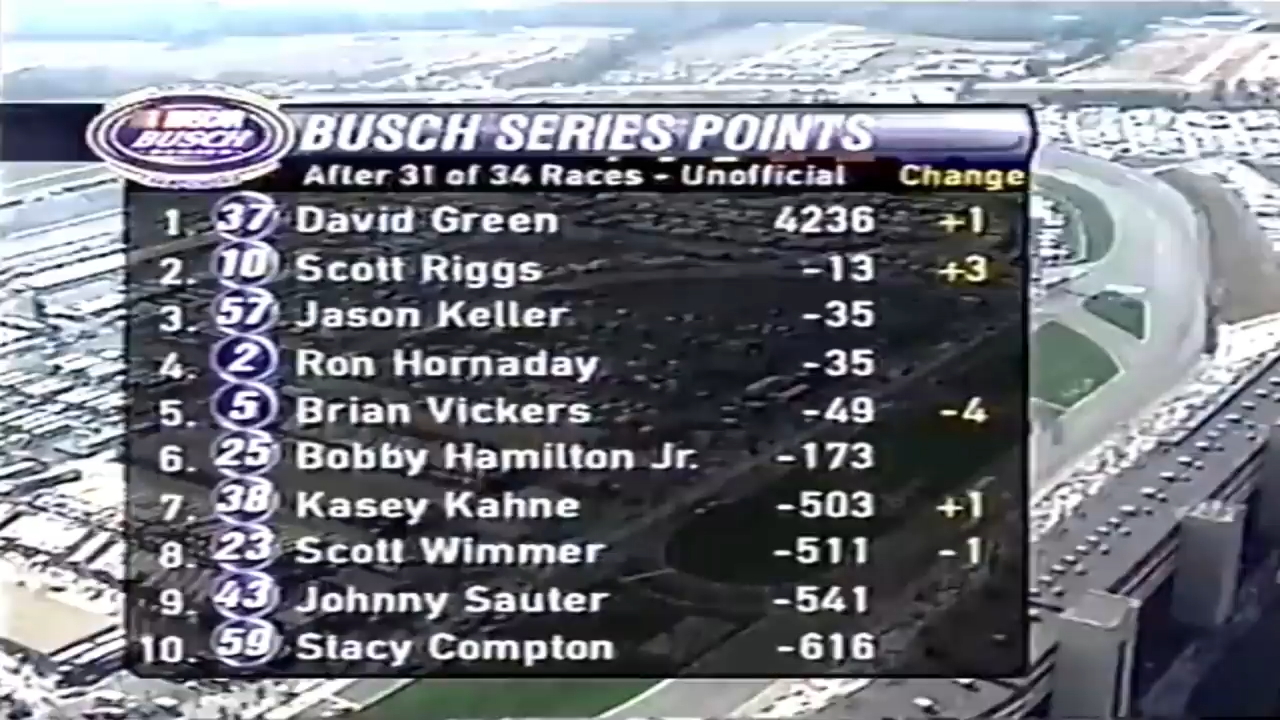 NASCAR
BUSCH
SERIES
BUSCH SERIES POINTS
After 31 of 34 Races - Unofficial Change
1. 37 David Green 4236 +1
2. 10 Scott Riggs -13 +3
3. 57 Jason Keller -35
4. 2 Ron Hornaday -35
5. 5 Brian Vickers -49 -4
6. 25 Bobby Hamilton Jr. -173
7. 38 Kasey Kahne -503 +1
8. 23 Scott Wimmer -511 -1
9. 43 Johnny Sauter -541
10. 59 Stacy Compton -616